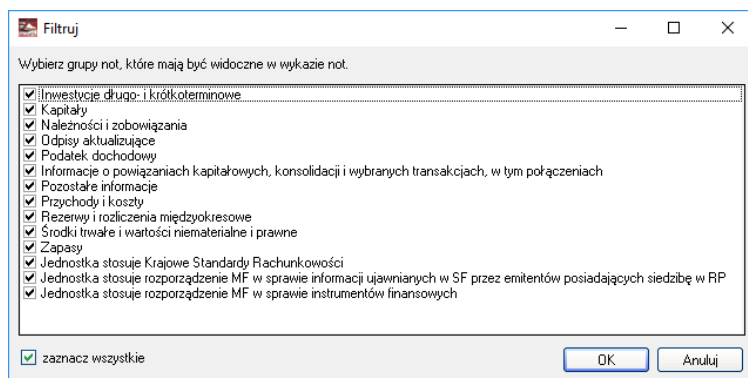 Filtruj
Wybierz grupy not, które mają być widoczne w wykazie not.
Inwestycje długo- i krótkoterminowe
Kapitały
Należności i zobowiązania
Odpisy aktualizujące
Podatek dochodowy
Informacje o powiązaniach kapitałowych, konsolidacji i wybranych transakcjach, w tym połączeniach
Pozostałe informacje
Przychody i koszty
Rezerwy i rozliczenia międzyokresowe
Środki trwałe i wartości niematerialne i prawne
Zapasy
Jednostka stosuje Krajowe Standardy Rachunkowości
Jednostka stosuje rozporządzenie MF w sprawie informacji ujawnianych w SF przez emitentów posiadających siedzibę w RP
Jednostka stosuje rozporządzenie MF w sprawie instrumentów finansowych
zaznacz wszystkie
OK
Anuluj